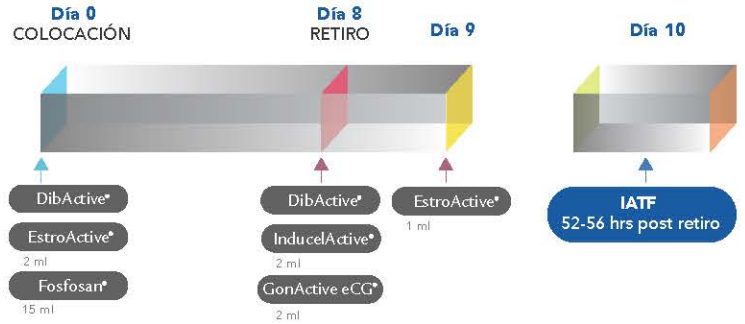 Día 0
COLOCACIÓN
Día 8
RETIRO
Día 9
Día 10
DibActive®
EstroActive®
2 ml
Fosfosan®
15 ml
DibActive®
InducelActive®
2 ml
GonActive eCG®
2 ml
EstroActive®
1 ml
IATF
52-56 hrs post retiro